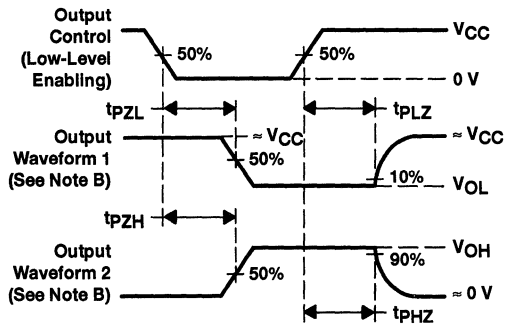 Output
Control
(Low-Level
Enabling)
50%
50%
VCC
0 V
tPZL
tPLZ
Output
Waveform 1
(See Note B)
≈ VCC
50%
≈ VCC
10%
VOL
tPZH
Output
Waveform 2
(See Note B)
50%
VOH
90%
≈ 0 V
tPHZ